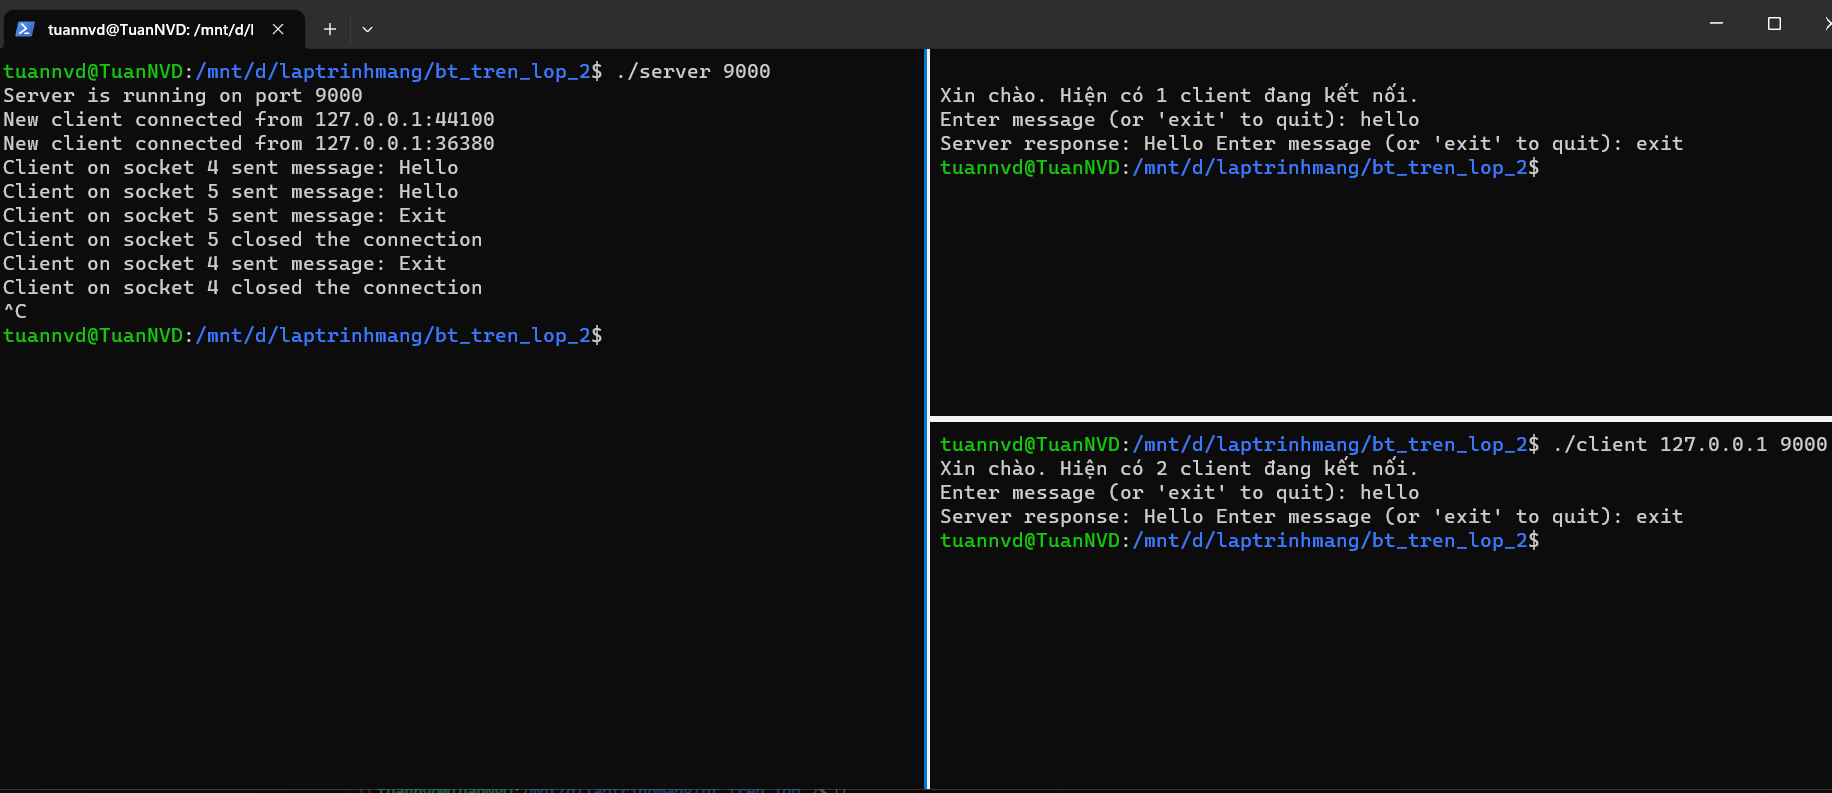 tuannvd@TuanNVD: /mnt/d/l
tuannvd@TuanNVD:/mnt/d/laptrinhmang/bt_tren_lop_2$ ./server 9000
Server is running on port 9000
New client connected from 127.0.0.1:44100
New client connected from 127.0.0.1:36380
Client on socket 4 sent message: Hello
Client on socket 5 sent message: Hello
Client on socket 5 sent message: Exit
Client on socket 5 closed the connection
Client on socket 4 sent message: Exit
Client on socket 4 closed the connection
^C
tuannvd@TuanNVD:/mnt/d/laptrinhmang/bt_tren_lop_2$
Xin chào. Hiện có 1 client đang kết nối.
Enter message (or 'exit' to quit): hello
Server response: Hello Enter message (or 'exit' to quit): exit
tuannvd@TuanNVD:/mnt/d/laptrinhmang/bt_tren_lop_2$
tuannvd@TuanNVD:/mnt/d/laptrinhmang/bt_tren_lop_2$ ./client 127.0.0.1 9000
Xin chào. Hiện có 2 client đang kết nối.
Enter message (or 'exit' to quit): hello
Server response: Hello Enter message (or 'exit' to quit): exit
tuannvd@TuanNVD:/mnt/d/laptrinhmang/bt_tren_lop_2$